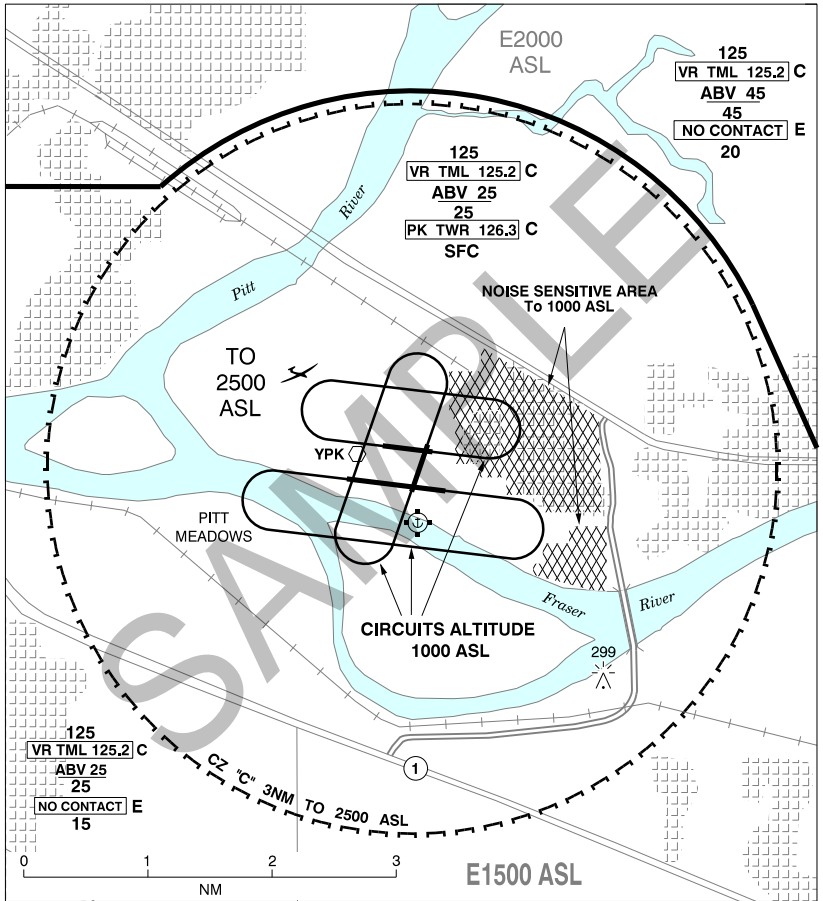 E2000
ASL
125
VR TML 125.2 C
ABV 45
45
NO CONTACT E
20
125
VR TML 125.2 C
ABV 25
25
PK TWR 126.3 C
SFC
River
Pitt
NOISE SENSITIVE AREA
To 1000 ASL
TO
2500
ASL
YPK
PITT
MEADOWS
Fraser
River
CIRCUITS ALTITUDE
1000 ASL
299
SAMPLE
125
VR TML 125.2 C
ABV 25
25
NO CONTACT E
15
CZ "C" 3NM TO 2500 ASL
1
0 1 2 3
NM
E1500 ASL